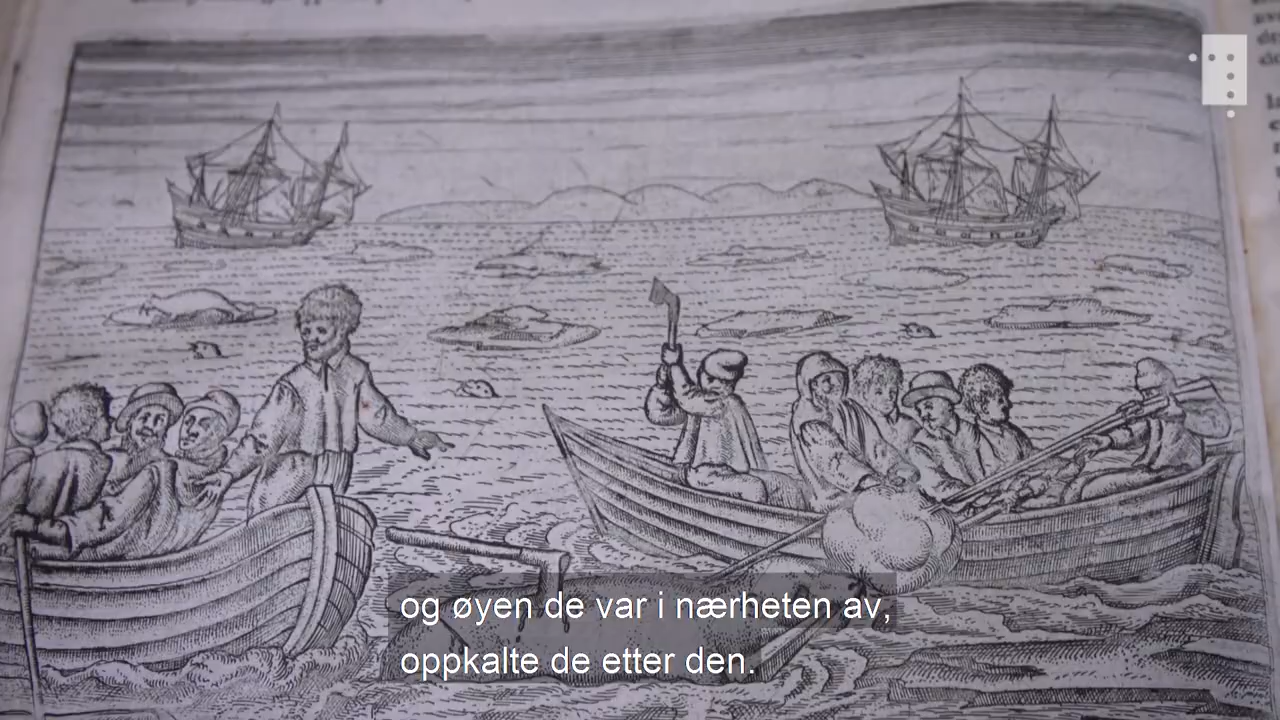 og øyen de var i nærheten av,
oppkalte de etter den.